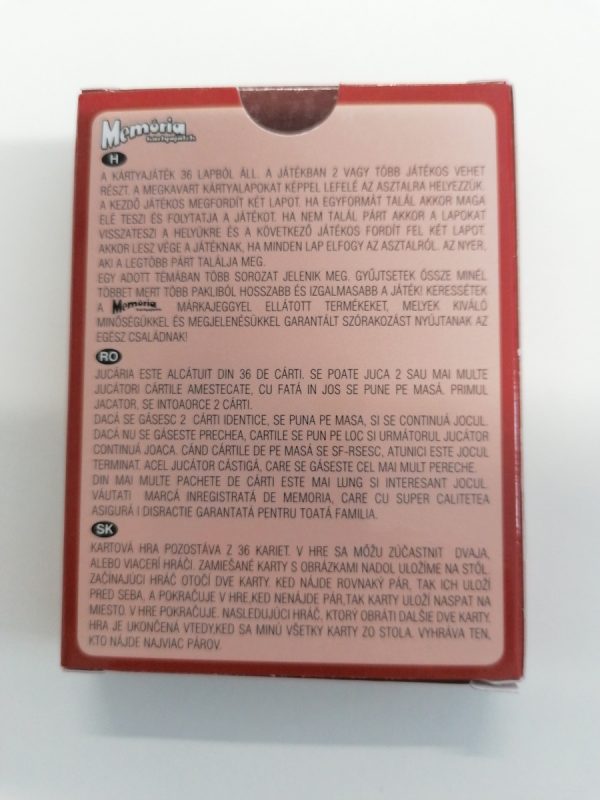 Memória
kártyajáték
H
A KÁRTYAJÁTÉK 36 LAPBÓL ÁLL. A JÁTÉKBAN 2 VAGY TÖBB JÁTÉKOS VEHET
RÉSZT. A MEGKAVART KÁRTYALAPOKAT KÉPPEL LEFELÉ AZ ASZTALRA HELYEZZÜK.
A KEZDŐ JÁTÉKOS MEGFORDÍT KÉT LAPOT. HA EGYFORMÁT TALÁL AKKOR MAGA
ELÉ TESZI ÉS FOLYTATJA A JÁTÉKOT. HA NEM TALÁL PÁRT AKKOR A LAPOKAT
VISSZATESZI A HELYÜKRE ÉS A KÖVETKEZŐ JÁTÉKOS FORDÍT FEL KÉT LAPOT.
AKKOR LESZ VÉGE A JÁTÉKNAK, HA MINDEN LAP ELFOGY AZ ASZTALRÓL. AZ NYER,
AKI A LEGTÖBB PÁRT TALÁLJA MEG.
EGY ADOTT TÉMÁBAN TÖBB SOROZAT JELENIK MEG. GYŰJTSETEK ÖSSZE MINÉL
TÖBBET MERT TÖBB PAKLIBÓL HOSSZABB ÉS IZGALMASABB A JÁTÉK! KERESSÉTEK
A Memória MÁRKAJEGGYEL ELLÁTOTT TERMÉKEKET, MELYEK KIVÁLÓ
MINŐSÉGÜKKEL ÉS MEGJELENÉSÜKKEL GARANTÁLT SZÓRAKOZÁST NYÚJTANAK AZ
EGÉSZ CSALÁDNAK!
RO
JUCĂRIA ESTE ALCĂTUIT DIN 36 DE CĂRTI. SE POATE JUCA 2 SAU MAI MULTE
JUCĂTORI CĂRTILE AMESTECATE, CU FATĂ IN JOS SE PUNE PE MASĂ. PRIMUL
JACATOR, SE INTOAORCE 2 CĂRTI.
DACĂ SE GĂSESC 2 CĂRTI IDENTICE, SE PUNA PE MASA, SI SE CONTINUĂ JOCUL.
DACĂ NU SE GĂSESTE PRECHEA, CARTILE SE PUN PE LOC SI URMĂTORUL JUCĂTOR
CONTINUĂ JOACA. CÂND CĂRTILE DE PE MASĂ SE SF-RSESC, ATUNICI ESTE JOCUL
TERMINAT. ACEL JUCĂTOR CĂSTIGĂ, CARE SE GĂSESTE CEL MAI MULT PERECHE.
DIN MAI MULTE PACHETE DE CĂRTI ESTE MAI LUNG SI INTERESANT JOCUL.
VĂUTATI MARCĂ INREGISTRATĂ DE MEMORIA, CARE CU SUPER CALITETEA
ASIGURĂ I DISRACTIE GARANTATĂ PENTRU TOATĂ FAMILIA.
SK
KARTOVÁ HRA POZOSTÁVA Z 36 KARIET. V HRE SA MÔŽU ZÚČASTNIT DVAJA,
ALEBO VIACERÍ HRÁČI. ZAMIEŠANÉ KARTY S OBRÁZKAMI NADOL ULOŽÍME NA STÔL.
ZAČINAJÚCI HRÁČ OTOČÍ DVE KARTY. KED NÁJDE ROVNAKÝ PÁR, TAK ICH ULOŽÍ
PRED SEBA, A POKRAČUJE V HRE,KED NENÁJDE PÁR,TAK KARTY ULOŽÍ NASPAT NA
MIESTO. V HRE POKRAČUJE, NASLEDUJÚCI HRÁČ, KTORÝ OBRÁTI DALŠIE DVE KARTY.
HRA JE UKONČENÁ VTEDY,KED SA MINÚ VŠETKY KARTY ZO STOLA. VYHRÁVA TEN,
KTO NÁJDE NAJVIAC PÁROV.